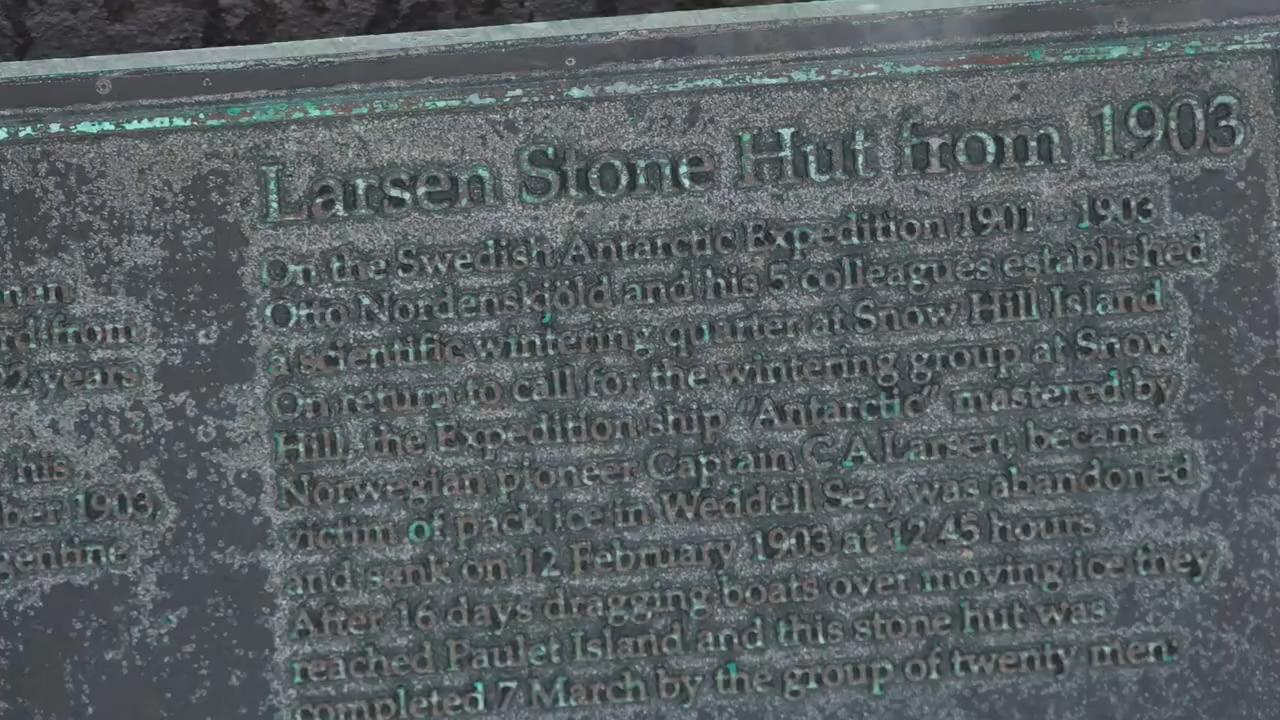 Larsen Stone Hut from 1903
On the Swedish Antarctic Expedition 1901 - 1903
Otto Nordenskjöld and his 5 colleagues established
a scientific wintering quarter at Snow Hill Island
On return to call for the wintering group at Snow
Hill, the Expedition ship "Antarctic" mastered by
Norwegian pioneer Captain C A Larsen, became
victim of pack ice in Weddell Sea, was abandoned
and sank on 12 February 1903 at 12.45 hours
After 16 days dragging boats over moving ice they
reached Paulet Island and this stone hut was
completed 7 March by the group of twenty men.
from
years
his
1903,